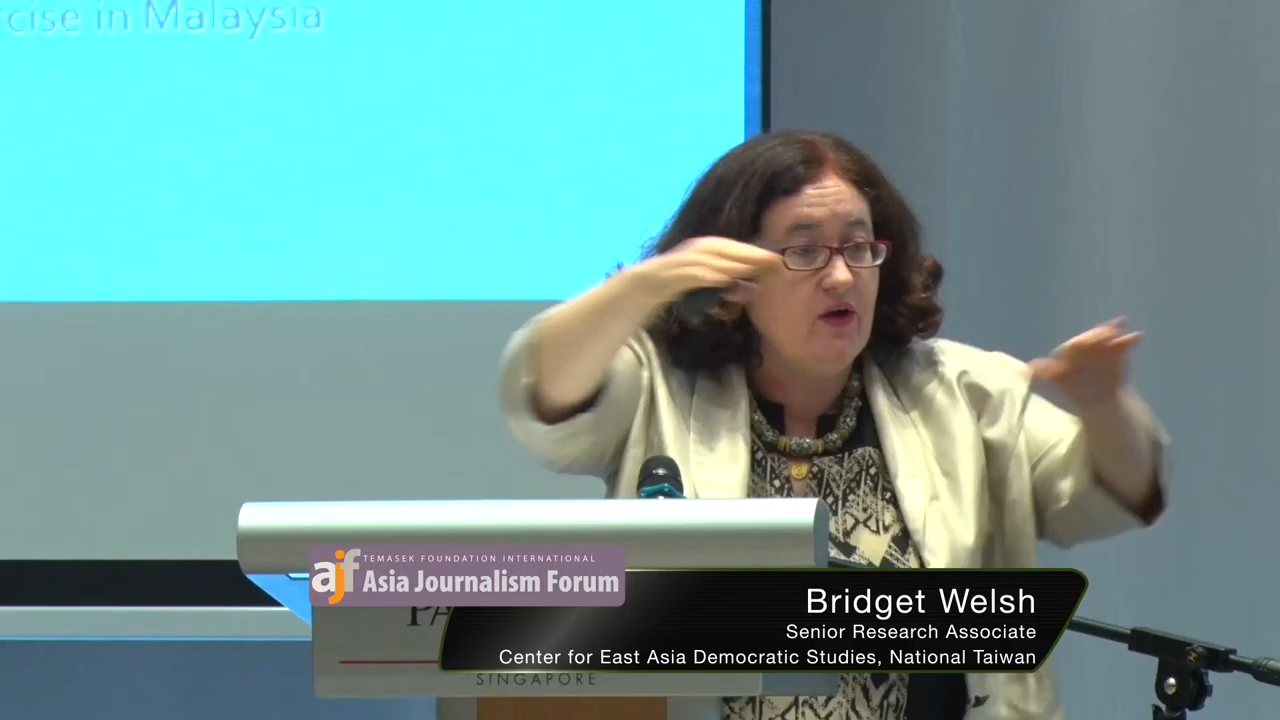 cise in Malaysia
ajf
TEMASEK FOUNDATION INTERNATIONAL
Asia Journalism Forum
PA
Bridget Welsh
Senior Research Associate
Center for East Asia Democratic Studies, National Taiwan
SINGAPORE